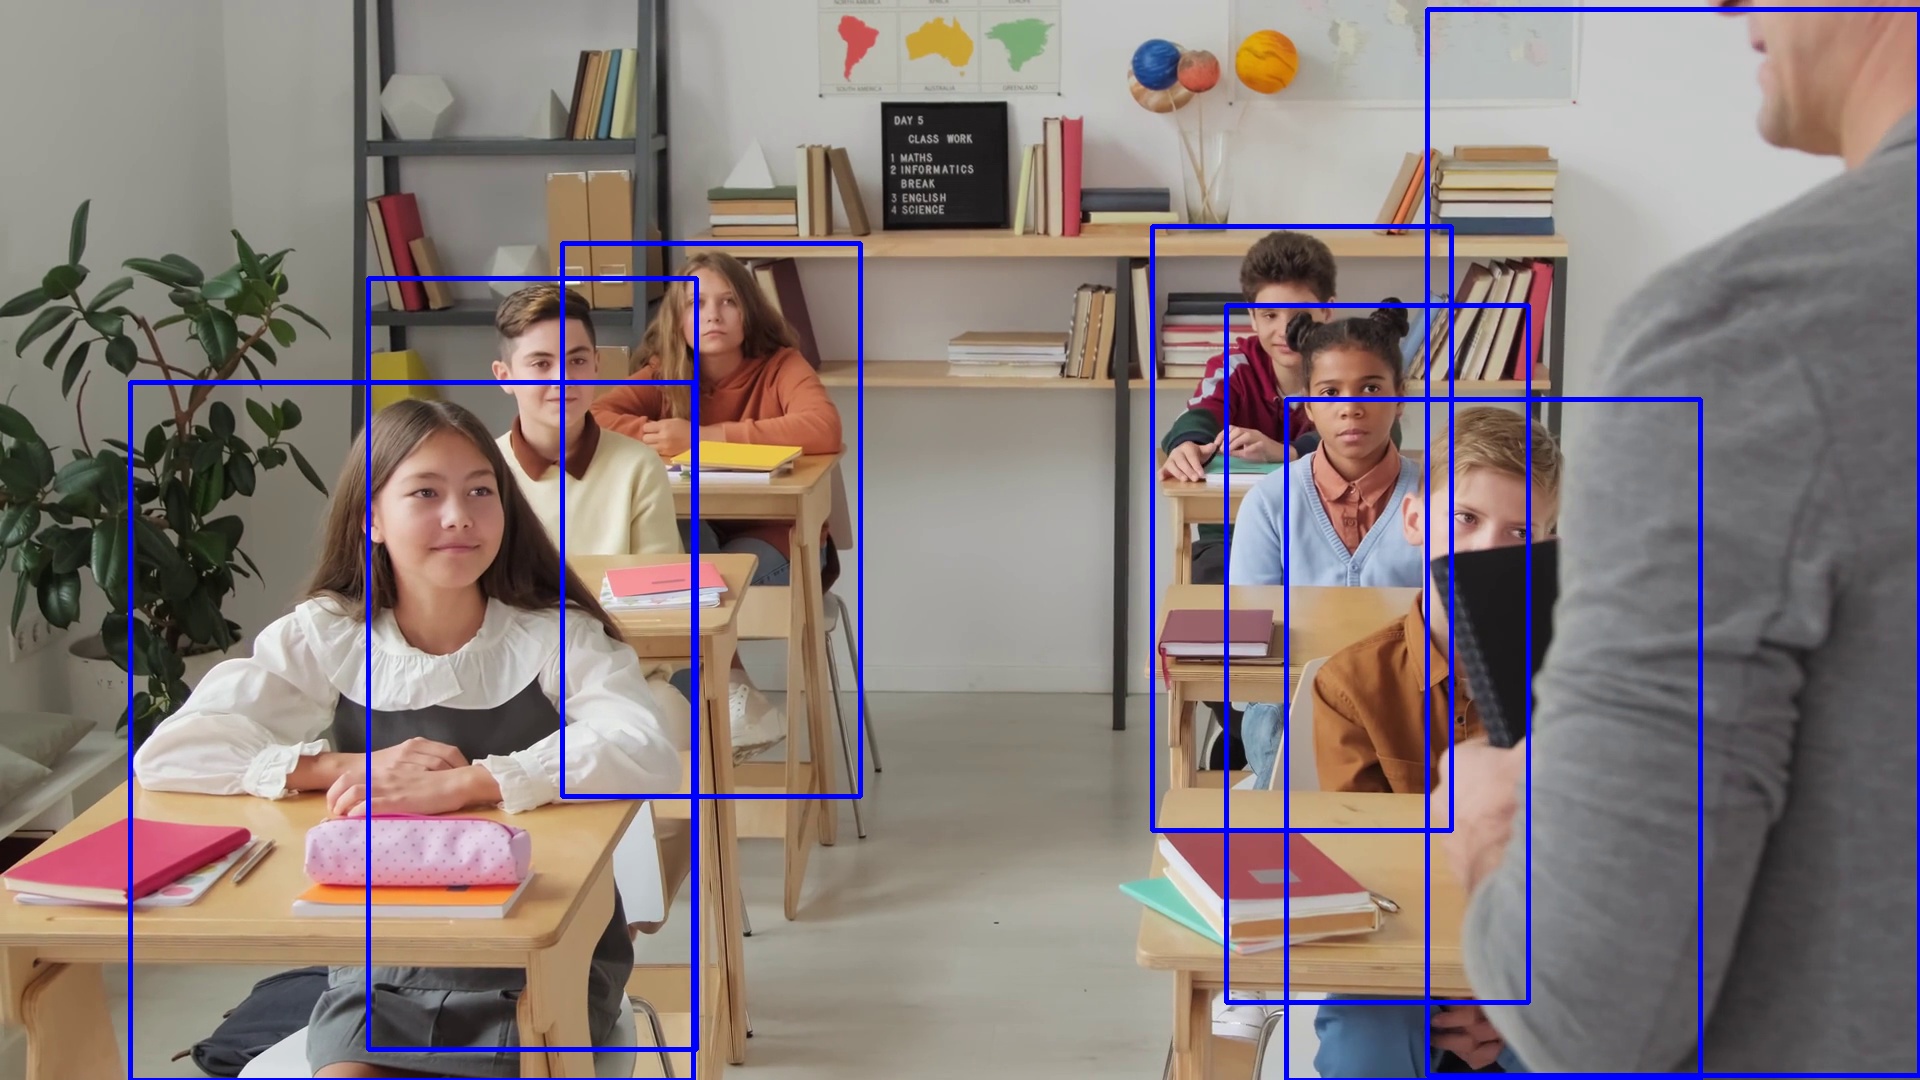 NORTH AMERICA AFRICA EUROPE
SOUTH AMERICA AUSTRALIA GREENLAND
DAY 5
CLASS WORK
1 MATHS
2 INFORMATICS
BREAK
3 ENGLISH
4 SCIENCE